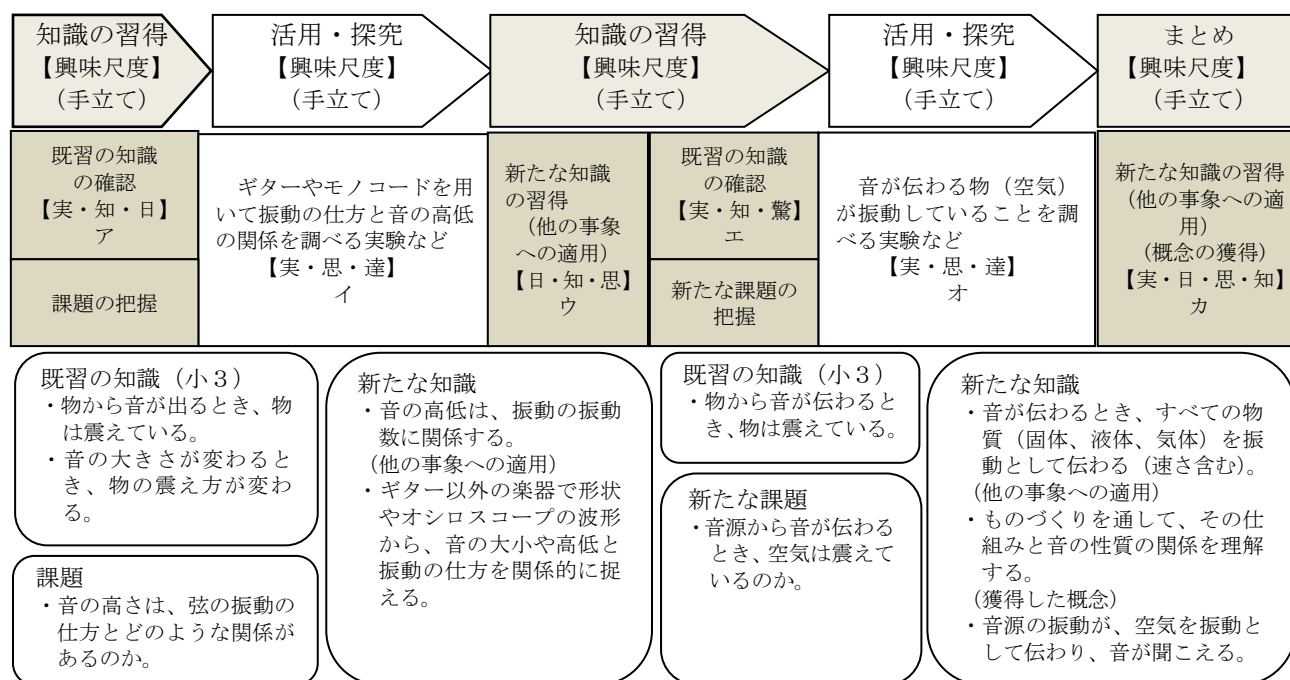 知識の習得
【興味尺度】
(手立て)
活用・探究
【興味尺度】
(手立て)
知識の習得
【興味尺度】
(手立て)
活用・探究
【興味尺度】
(手立て)
まとめ
【興味尺度】
(手立て)
既習の知識
の確認
【実・知・日】
ア
課題の把握
ギターやモノコードを用
いて振動の仕方と音の高低
の関係を調べる実験など
【実・思・達】
イ
新たな知識
の習得
(他の事象
への適用)
【日・知・思】
ウ
既習の知識
の確認
【実・知・驚】
エ
新たな課題の
把握
音が伝わる物(空気)
が振動していることを調
べる実験など
【実・思・達】
オ
新たな知識の習得
(他の事象への適
用)
(概念の獲得)
【実・日・思・知】
カ
既習の知識(小3)
・物から音が出るとき、物
は震えている。
・音の大きさが変わると
き、物の震え方が変わ
る。
課題
・音の高さは、弦の振動の
仕方とどのような関係が
あるのか。
新たな知識
・音の高低は、振動の振動
数に関係する。
(他の事象への適用)
・ギター以外の楽器で形状
やオシロスコープの波形
から、音の大小や高低と
振動の仕方を関係的に捉
える。
既習の知識(小3)
・物から音が伝わると
き、物は震えている。
新たな課題
・音源から音が伝わる
とき、空気は震えて
いるのか。
新たな知識
・音が伝わるとき、すべての物
質(固体、液体、気体)を振
動として伝わる(速さ含む)。
(他の事象への適用)
・ものづくりを通して、その仕
組みと音の性質の関係を理解
する。
(獲得した概念)
・音源の振動が、空気を振動と
して伝わり、音が聞こえる。